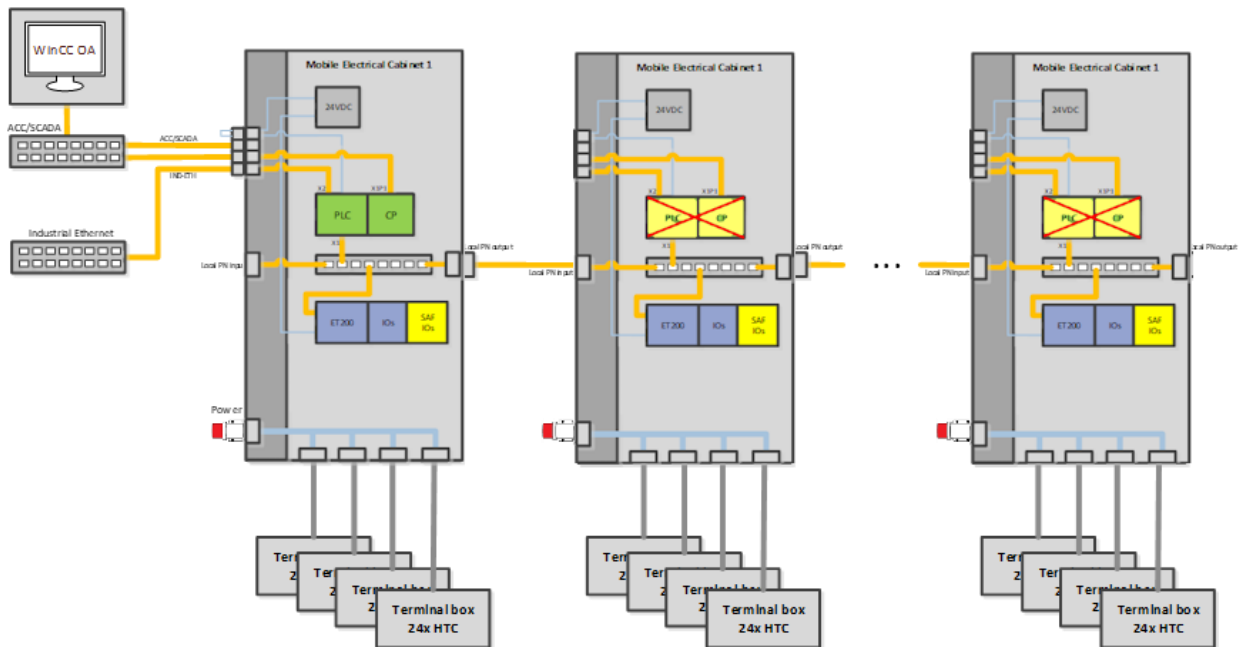 WinCC OA
ACC/SCADA
Industrial Ethernet
ACC/SCADA
IND-ETH
Mobile Electrical Cabinet 1
24VDC
X2
X1P1
PLC
CP
X1
Local PN input
Local PN output
ET200
IOs
SAF
IOs
Power
Terminal box
24x HTC
Mobile Electrical Cabinet 1
24VDC
X2
X1P1
PLC
CP
X1
Local PN input
Local PN output
ET200
IOs
SAF
IOs
Terminal box
24x HTC
...
Mobile Electrical Cabinet 1
24VDC
X2
X1P1
PLC
CP
X1
Local PN input
Local PN output
ET200
IOs
SAF
IOs
Terminal box
24x HTC